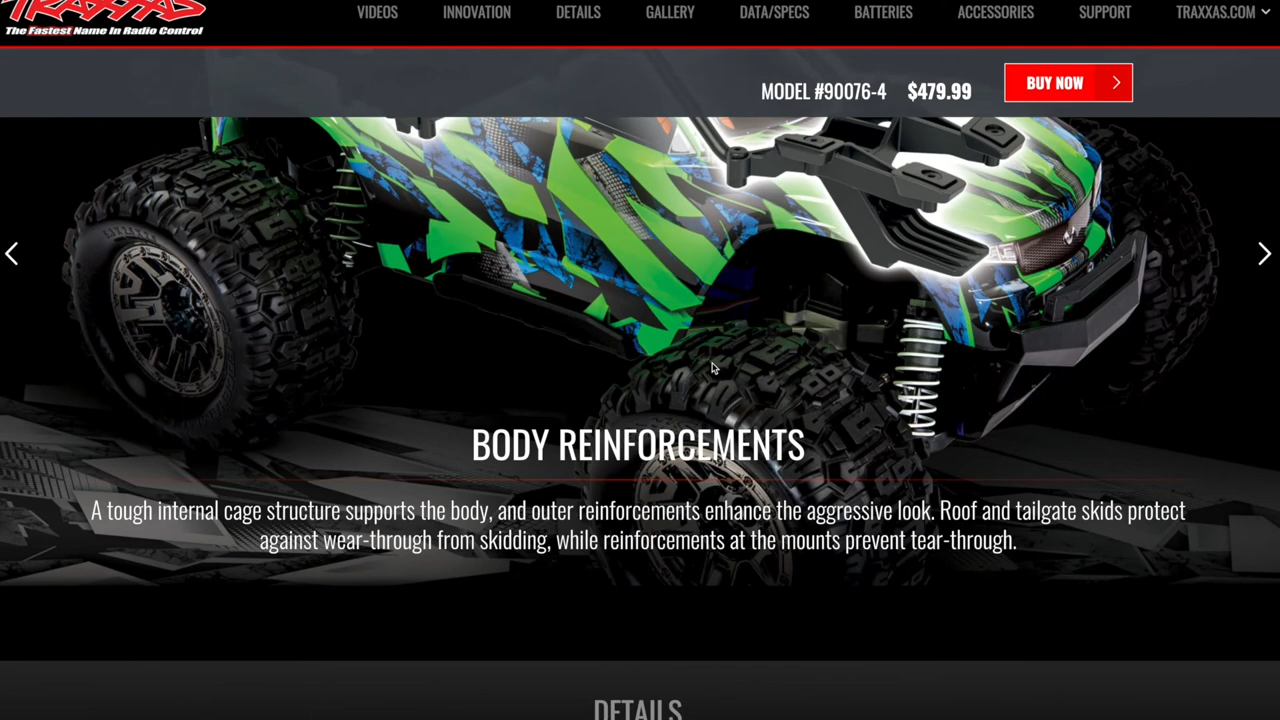 TRAXXAS
The Fastest Name In Radio Control
VIDEOS INNOVATION DETAILS GALLERY DATA/SPECS BATTERIES ACCESSORIES SUPPORT TRAXXAS.COM
MODEL #90076-4 $479.99 BUY NOW
BODY REINFORCEMENTS
A tough internal cage structure supports the body, and outer reinforcements enhance the aggressive look. Roof and tailgate skids protect
against wear-through from skidding, while reinforcements at the mounts prevent tear-through.
DETAILS